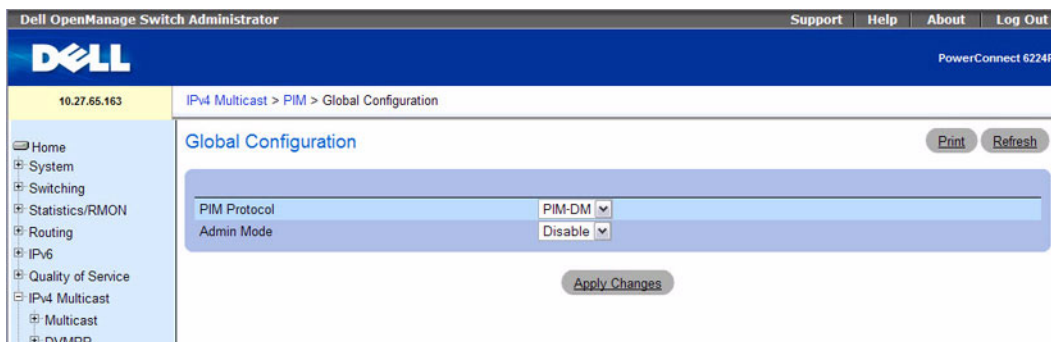 Dell OpenManage Switch Administrator
Support Help About Log Out
DELL
PowerConnect 6224
10.27.65.163
IPv4 Multicast > PIM > Global Configuration
Home
System
Switching
Statistics/RMON
Routing
IPv6
Quality of Service
IPv4 Multicast
Multicast
DVMRP
Global Configuration
Print Refresh
PIM Protocol PIM-DM
Admin Mode Disable
Apply Changes